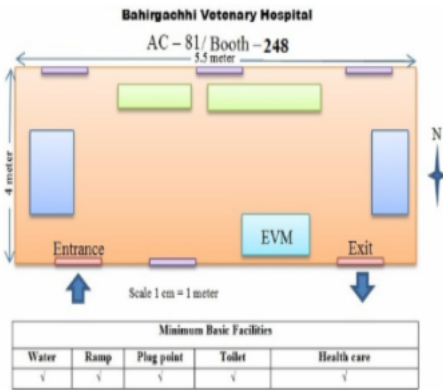 Bahirgachhi Vetenary Hospital
AC – 81/ Booth – 248
5.5 meter
4 meter
N
EVM
Entrance
Exit
Scale 1 cm = 1 meter
Minimum Basic Facilities
Water Ramp Plug point Toilet Health care
√ √ √ √ √